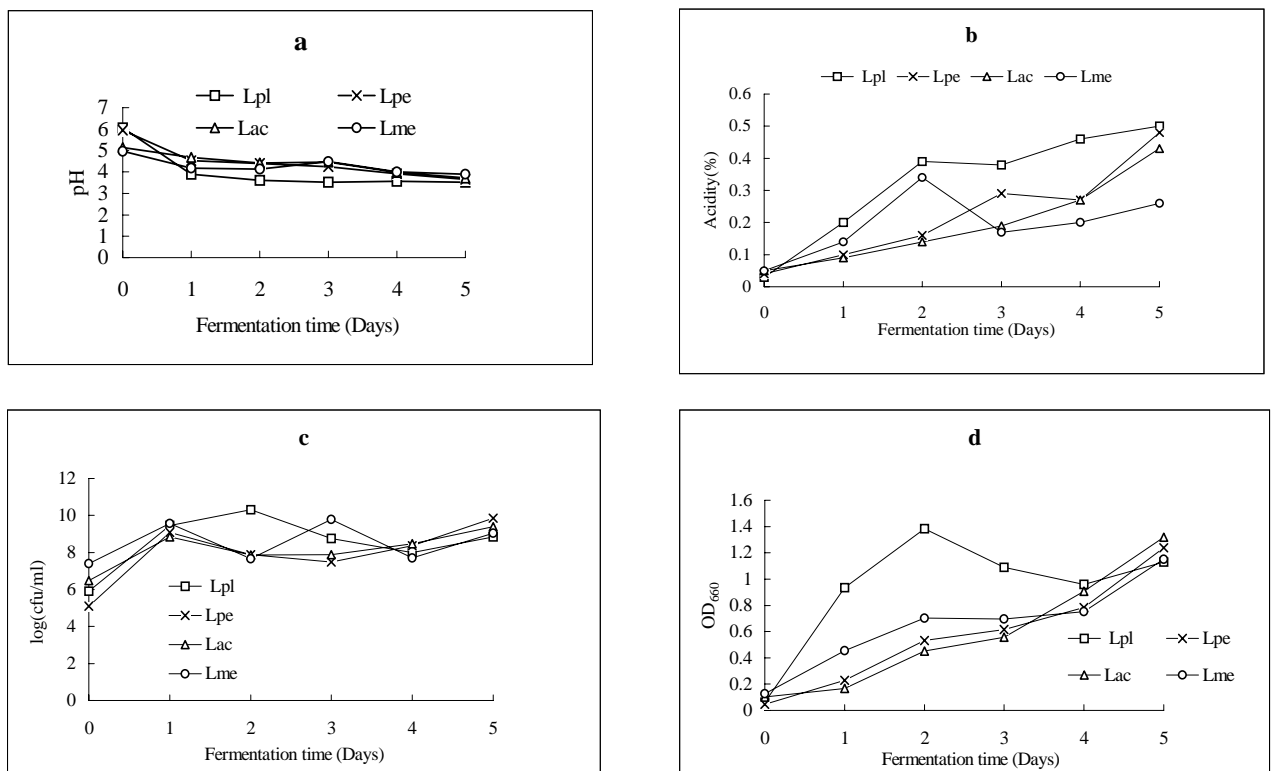 a
Lpl Lpe
Lac Lme
7
6
5
4
3
2
1
0
pH
0 1 2 3 4 5
Fermentation time (Days)
b
Lpl Lpe Lac Lme
0.6
0.5
0.4
0.3
0.2
0.1
0
Acidity(%)
0 1 2 3 4 5
Fermentation time (Days)
c
12
10
8
6
4
2
0
log(cfu/ml)
Lpl
Lpe
Lac
Lme
0 1 2 3 4 5
Fermentation time (Days)
d
1.6
1.4
1.2
1
0.8
0.6
0.4
0.2
0
OD660
Lpl Lpe
Lac Lme
0 1 2 3 4 5
Fermentation time (Days)